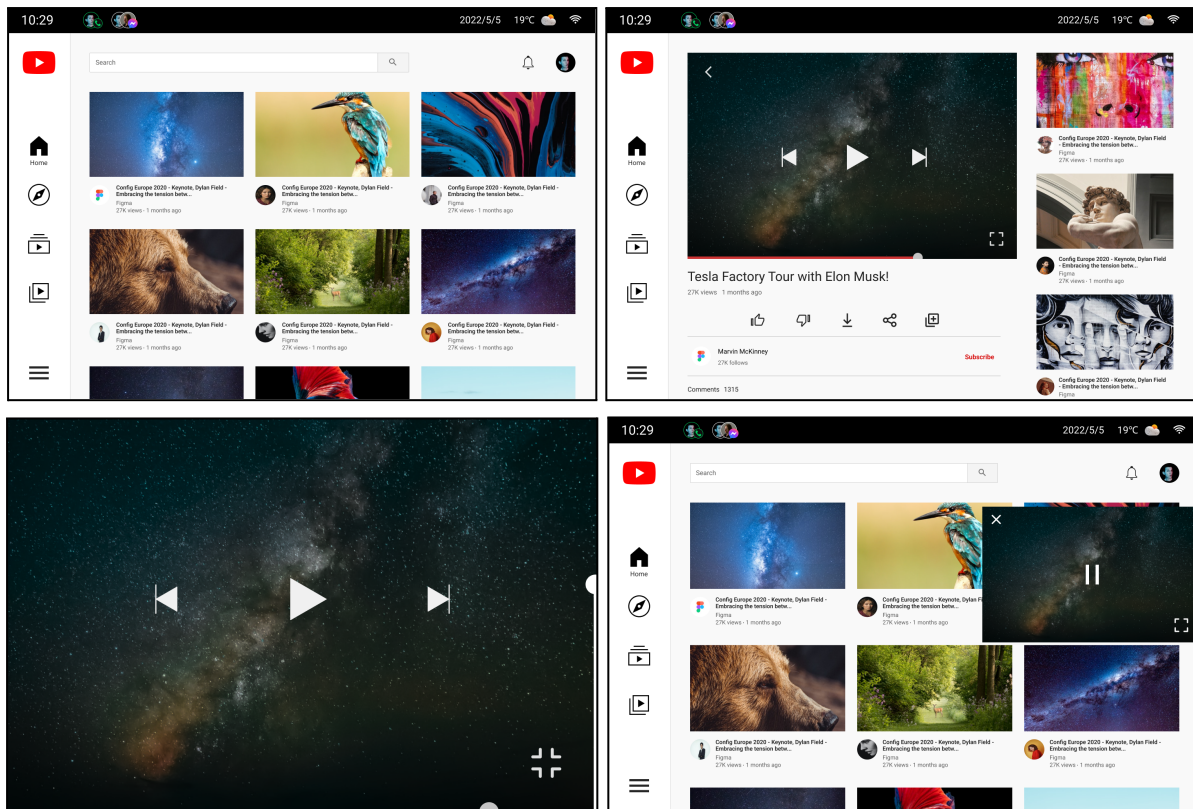 10:29
2022/5/5 19°C
Search
Home
Config Europe 2020 - Keynote, Dylan Field -
Embracing the tension betw...
Figma
27K views · 1 months ago
Config Europe 2020 - Keynote, Dylan Field -
Embracing the tension betw...
Figma
27K views · 1 months ago
Config Europe 2020 - Keynote, Dylan Field -
Embracing the tension betw...
Figma
27K views · 1 months ago
Config Europe 2020 - Keynote, Dylan Field -
Embracing the tension betw...
Figma
27K views · 1 months ago
Config Europe 2020 - Keynote, Dylan Field -
Embracing the tension betw...
Figma
27K views · 1 months ago
Config Europe 2020 - Keynote, Dylan Field -
Embracing the tension betw...
Figma
27K views · 1 months ago
10:29
2022/5/5 19°C
Home
Tesla Factory Tour with Elon Musk!
27K views 1 months ago
Marvin McKinney
27K follows
Subscribe
Comments 1315
Config Europe 2020 - Keynote, Dylan Field
- Embracing the tension betw...
Figma
27K views · 1 months ago
Config Europe 2020 - Keynote, Dylan Field
- Embracing the tension betw...
Figma
27K views · 1 months ago
Config Europe 2020 - Keynote, Dylan Field
- Embracing the tension betw...
Figma
27K views · 1 months ago
10:29
2022/5/5 19°C
Search
Home
Config Europe 2020 - Keynote, Dylan Field -
Embracing the tension betw...
Figma
27K views · 1 months ago
Config Europe 2020 - Keynote, Dylan Fi
Embracing the tension betw...
Figma
27K views · 1 months ago
Config Europe 2020 - Keynote, Dylan Field -
Embracing the tension betw...
Figma
27K views · 1 months ago
Config Europe 2020 - Keynote, Dylan Field -
Embracing the tension betw...
Figma
27K views · 1 months ago
Config Europe 2020 - Keynote, Dylan Field -
Embracing the tension betw...
Figma
27K views · 1 months ago